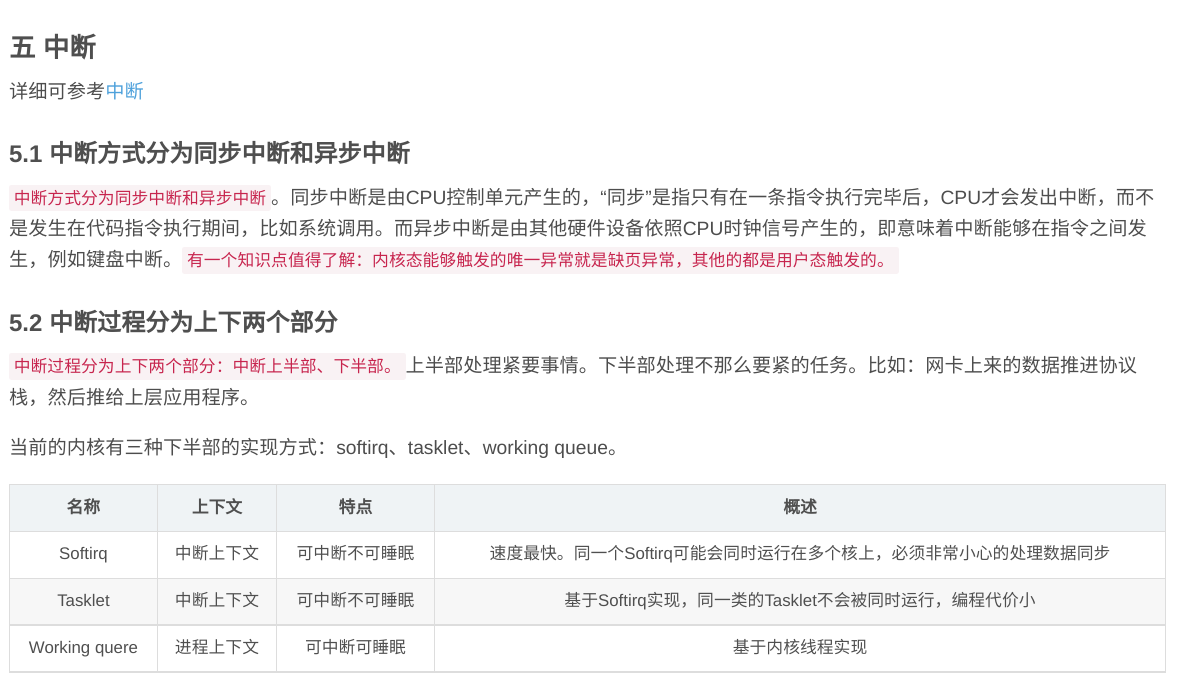 五 中断
详细可参考中断
5.1 中断方式分为同步中断和异步中断
中断方式分为同步中断和异步中断。同步中断是由CPU控制单元产生的，“同步”是指只有在一条指令执行完毕后，CPU才会发出中断，而不
是发生在代码指令执行期间，比如系统调用。而异步中断是由其他硬件设备依照CPU时钟信号产生的，即意味着中断能够在指令之间发
生，例如键盘中断。有一个知识点值得了解：内核态能够触发的唯一异常就是缺页异常，其他的都是用户态触发的。
5.2 中断过程分为上下两个部分
中断过程分为上下两个部分：中断上半部、下半部。上半部处理紧要事情。下半部处理不那么要紧的任务。比如：网卡上来的数据推进协议
栈，然后推给上层应用程序。
当前的内核有三种下半部的实现方式：softirq、tasklet、working queue。
名称 上下文 特点 概述
Softirq 中断上下文 可中断不可睡眠 速度最快。同一个Softirq可能会同时运行在多个核上，必须非常小心的处理数据同步
Tasklet 中断上下文 可中断不可睡眠 基于Softirq实现，同一类的Tasklet不会被同时运行，编程代价小
Working quere 进程上下文 可中断可睡眠 基于内核线程实现